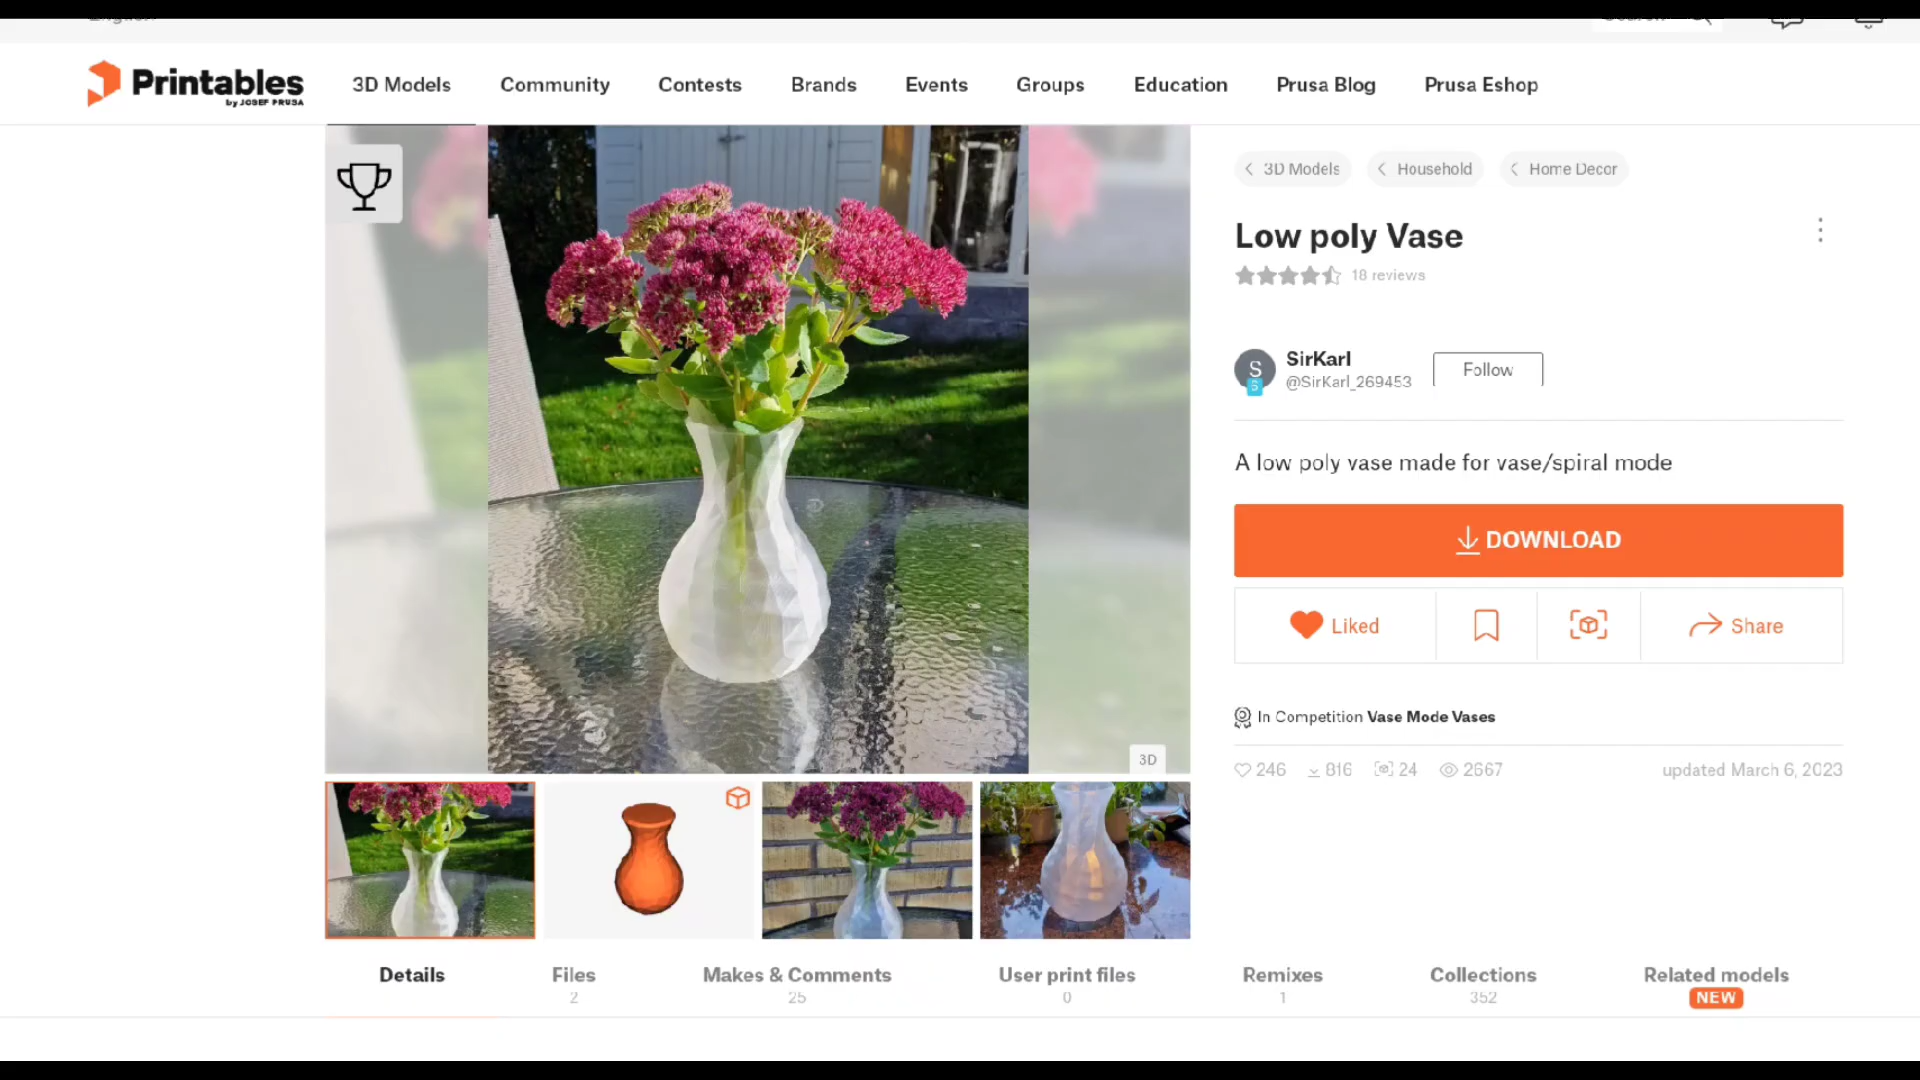 Printables
by JOSEF PRUSA
3D Models
Community
Contests
Brands
Events
Groups
Education
Prusa Blog
Prusa Eshop
3D Models
Household
Home Decor
Low poly Vase
18 reviews
S
5
SirKarl
@SirKarl_269453
Follow
A low poly vase made for vase/spiral mode
DOWNLOAD
Liked
Share
In Competition Vase Mode Vases
246
816
24
2667
updated March 6, 2023
3D
Details
Files
2
Makes & Comments
25
User print files
0
Remixes
1
Collections
352
Related models
NEW